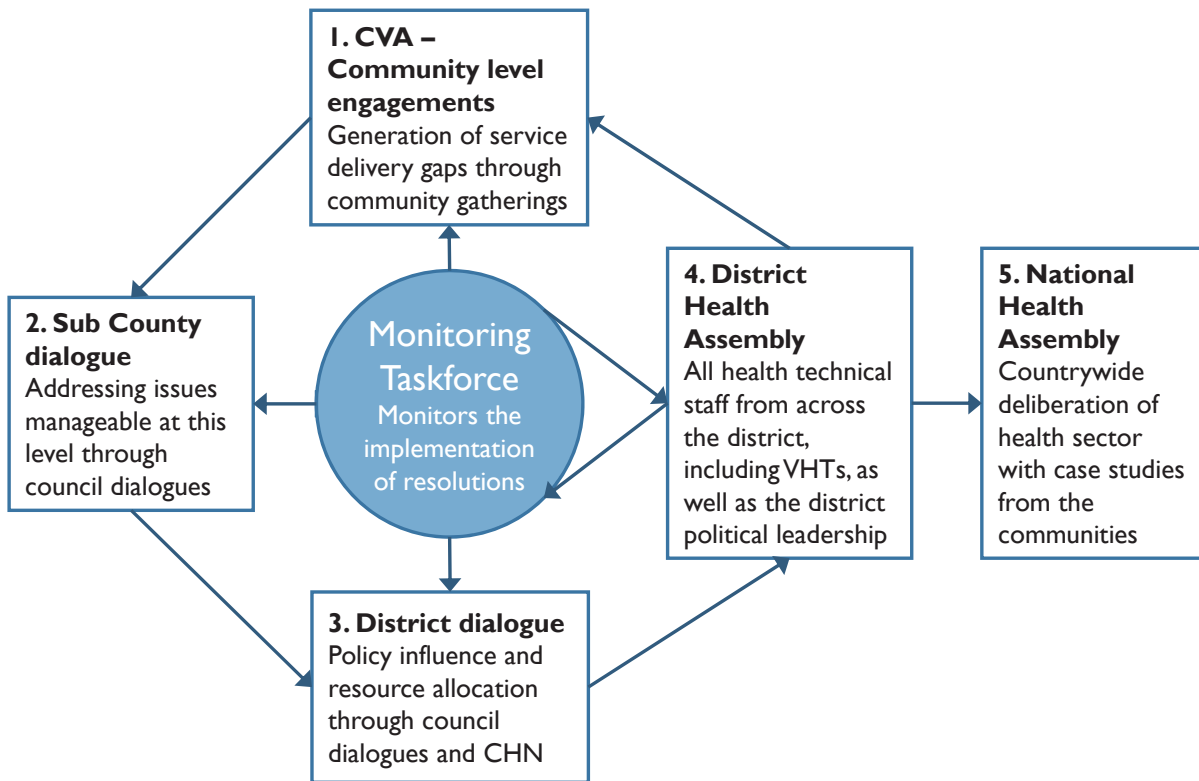 1. CVA –
Community level
engagements
Generation of service
delivery gaps through
community gatherings
2. Sub County
dialogue
Addressing issues
manageable at this
level through
council dialogues
Monitoring
Taskforce
Monitors the
implementation
of resolutions
3. District dialogue
Policy influence and
resource allocation
through council
dialogues and CHN
4. District
Health
Assembly
All health technical
staff from across
the district,
including VHTs, as
well as the district
political leadership
5. National
Health
Assembly
Countrywide
deliberation of
health sector
with case studies
from the
communities